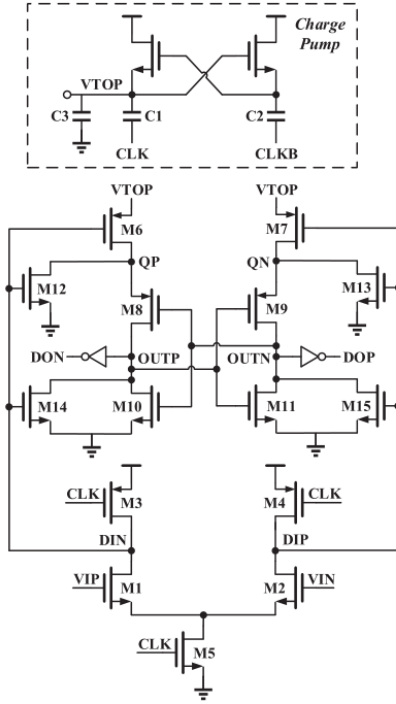 Charge
Pump
VTOP
C3
C1
C2
CLK
CLKB
VTOP
VTOP
M6
M7
M12
QP
QN
M13
M8
M9
DON
OUTP
OUTN
DOP
M14
M10
M11
M15
CLK
M3
M4
CLK
DIN
DIP
VIP
M1
M2
VIN
CLK
M5